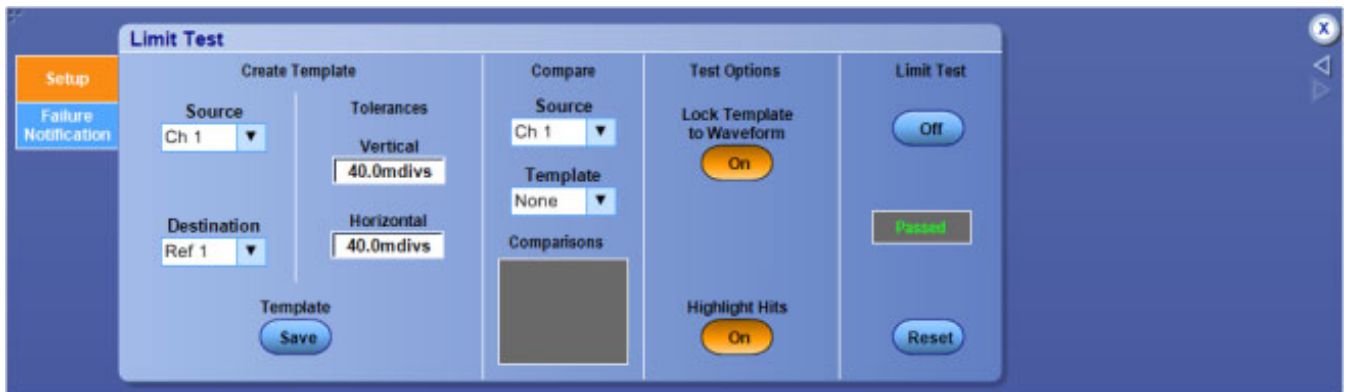 Limit Test
Setup
Failure
Notification
Create Template
Source
Ch 1
Destination
Ref 1
Tolerances
Vertical
40.0mdivs
Horizontal
40.0mdivs
Template
Save
Compare
Source
Ch 1
Template
None
Comparisons
Test Options
Lock Template
to Waveform
On
Highlight Hits
On
Limit Test
Off
Passed
Reset
X